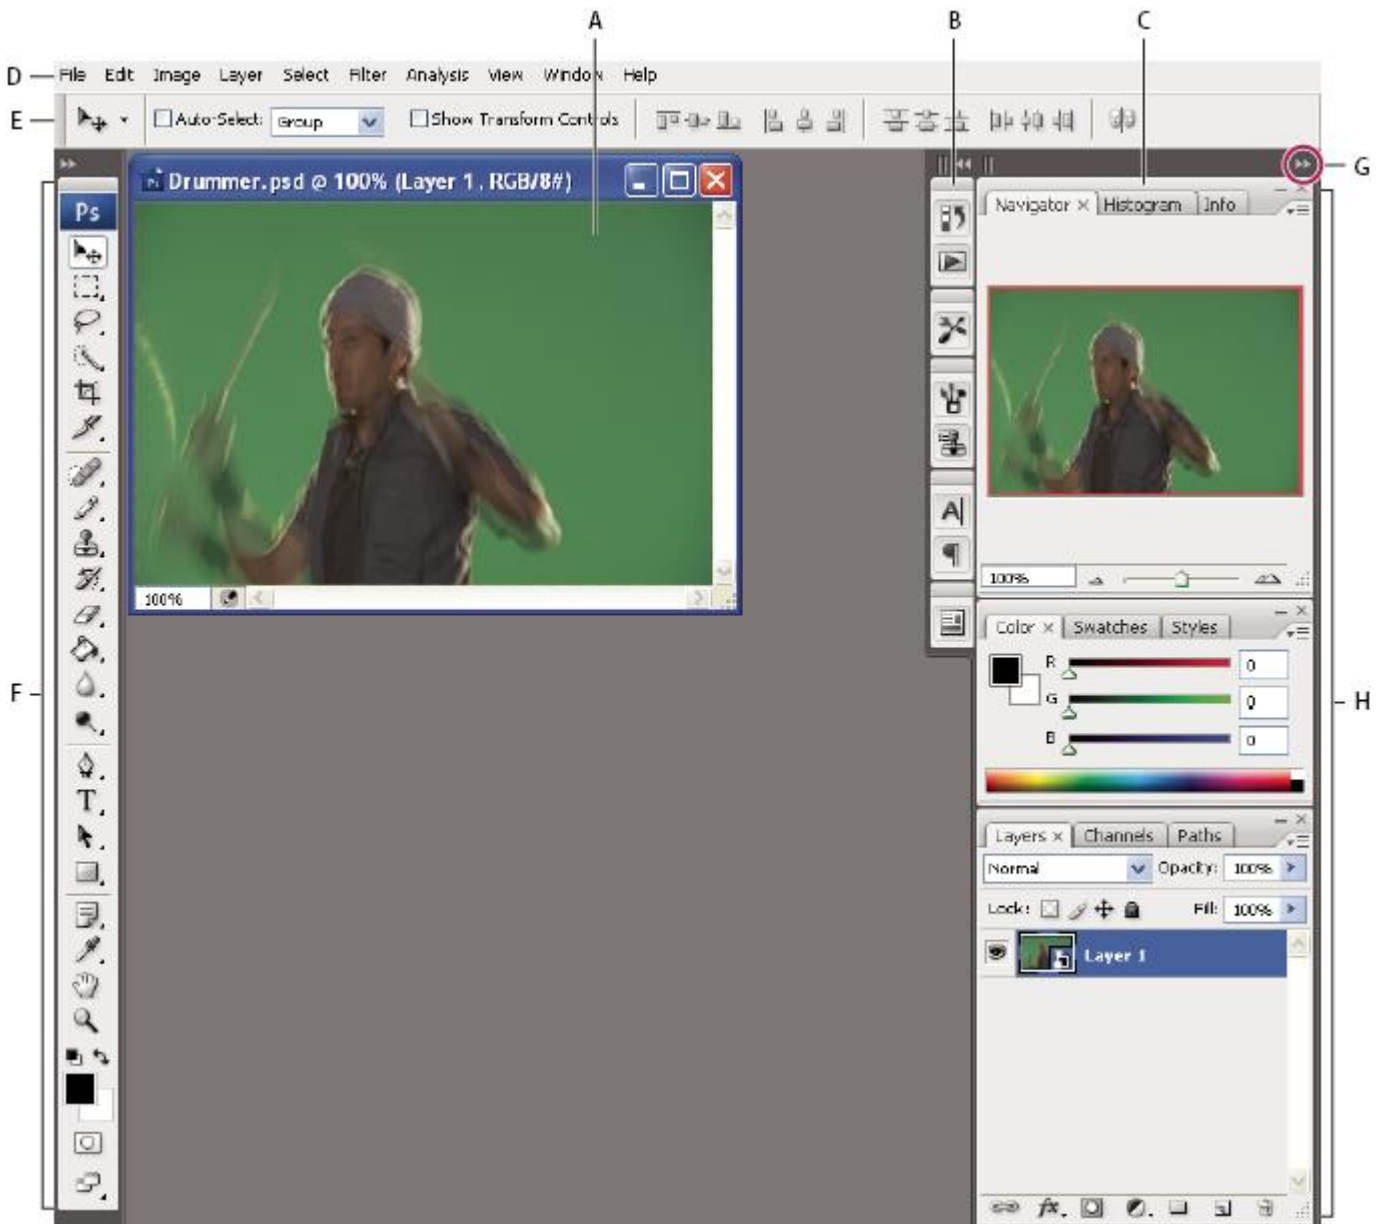 A B C
D File Edit Image Layer Select Filter Analysis View Window Help
E Auto-Select: Group Show Transform Controls
G
Ps Drummer.psd @ 100% (Layer 1, RGB/8#)
Ps
Navigator × Histogram Info
A
100%
100%
Color × Swatches Styles
R 0
F
H
G 0
B 0
T
Layers × Channels Paths
Normal Opacity: 100%
Lock: Fill: 100%
Layer 1
fx.